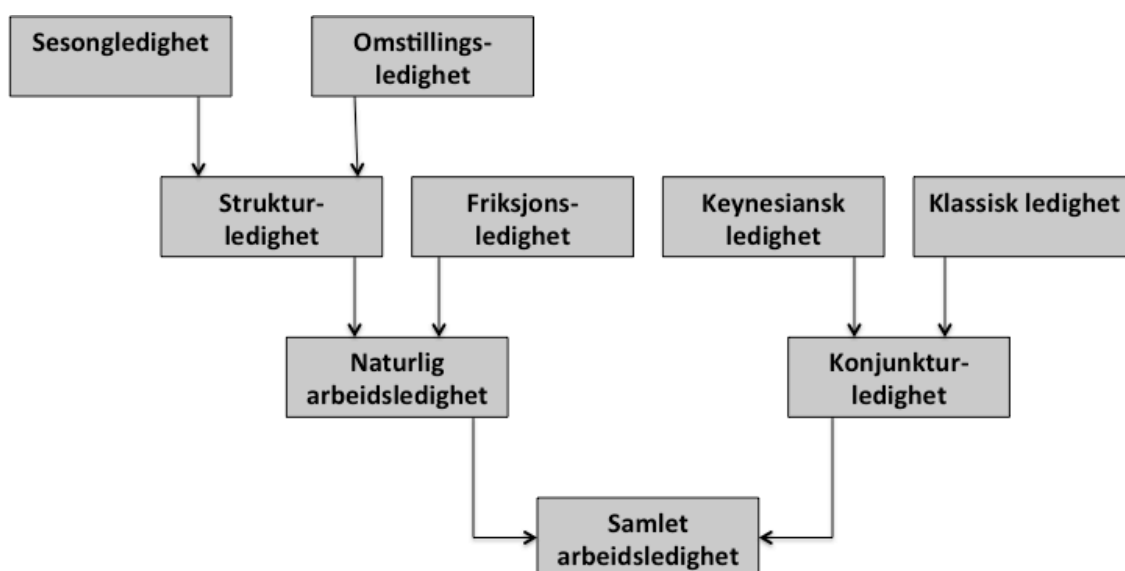 Sesongledighet
Omstillings-
ledighet
Struktur-
ledighet
Friksjons-
ledighet
Keynesiansk
ledighet
Klassisk ledighet
Naturlig
arbeidsledighet
Konjunktur-
ledighet
Samlet
arbeidsledighet